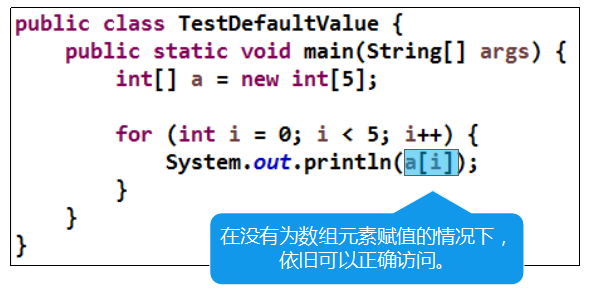 public class TestDefaultValue {
public static void main(String[] args) {
int[] a = new int[5];
for (int i = 0; i < 5; i++) {
System.out.println(a[i]);
}
}
}
在没有为数组元素赋值的情况下，
依旧可以正确访问。